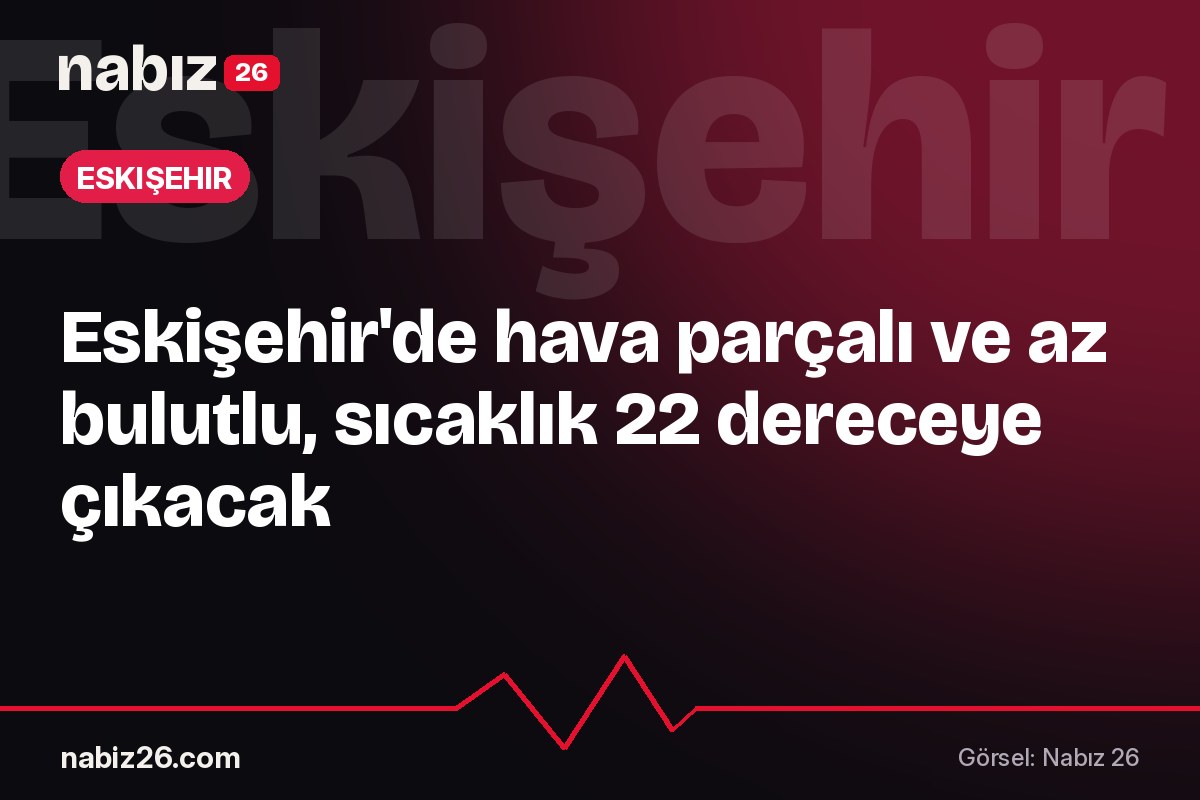 Eskişehir
nabız 26
ESKIŞEHIR
Eskişehir'de hava parçalı ve az
bulutlu, sıcaklık 22 dereceye
çıkacak
nabiz26.com
Görsel: Nabız 26